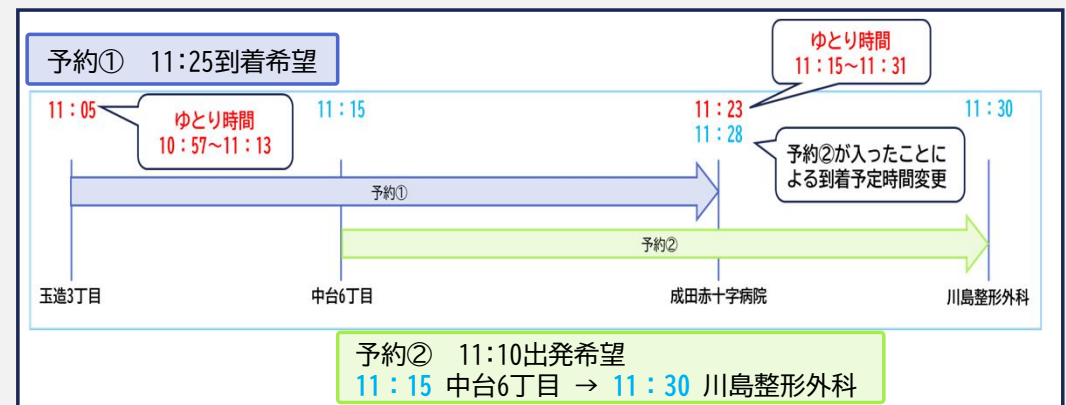 予約① 11:25到着希望
ゆとり時間
11:15～11:31
11:05
ゆとり時間
10:57～11:13
11:15
11:23
11:28
予約②が入ったことに
よる到着予定時間変更
11:30
予約①
予約②
玉造3丁目
中台6丁目
成田赤十字病院
川島整形外科
予約② 11:10出発希望
11:15 中台6丁目 → 11:30 川島整形外科